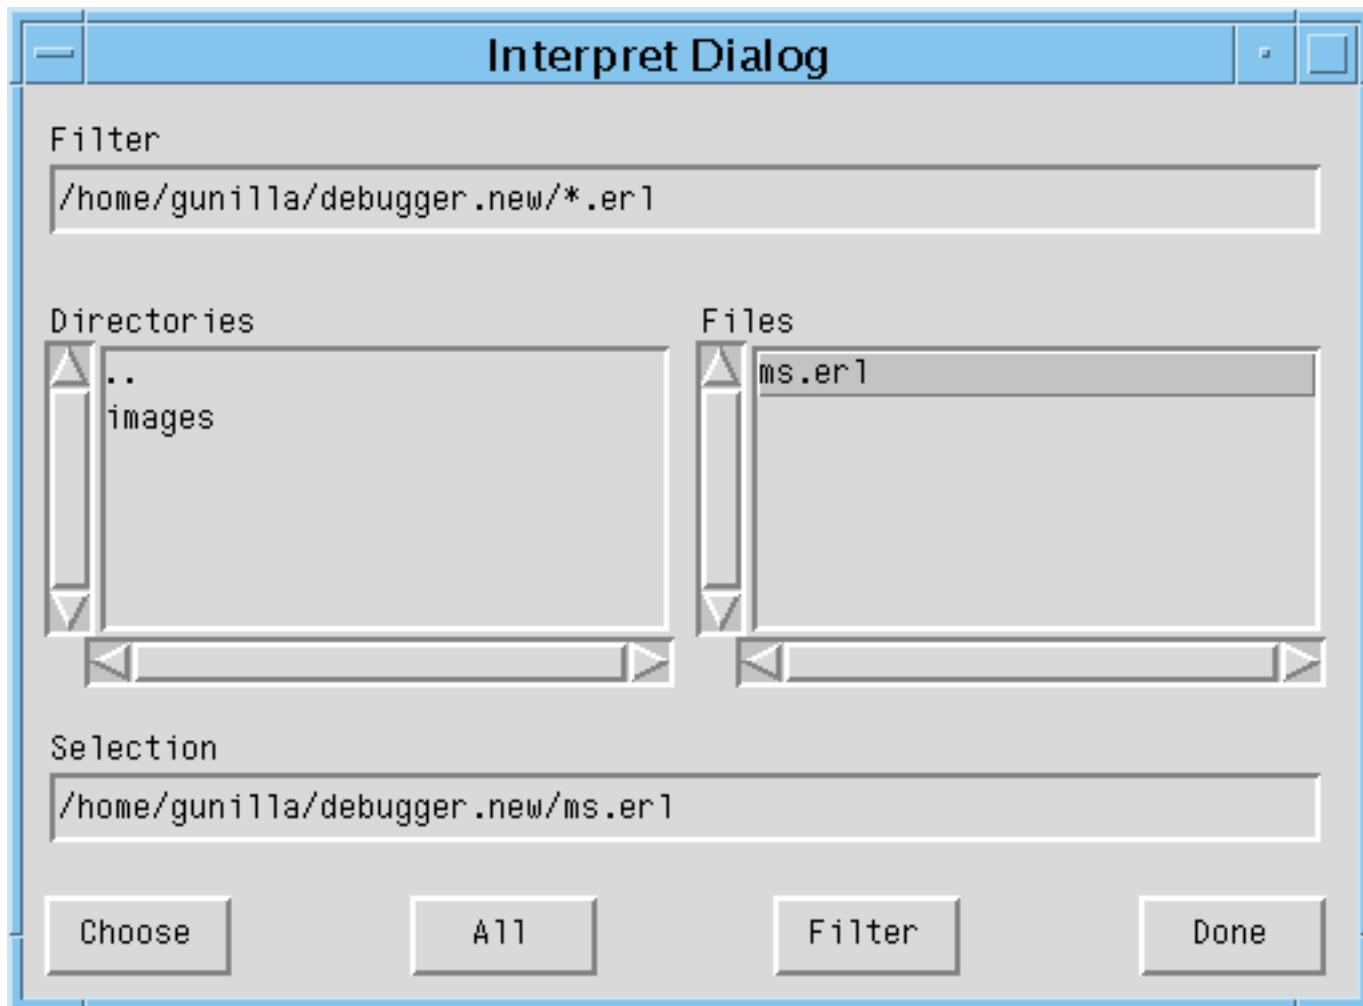 Interpret Dialog
Filter
/home/gunilla/debugger.new/*.erl
Directories
..
images
Files
ms.erl
Selection
/home/gunilla/debugger.new/ms.erl
Choose
All
Filter
Done